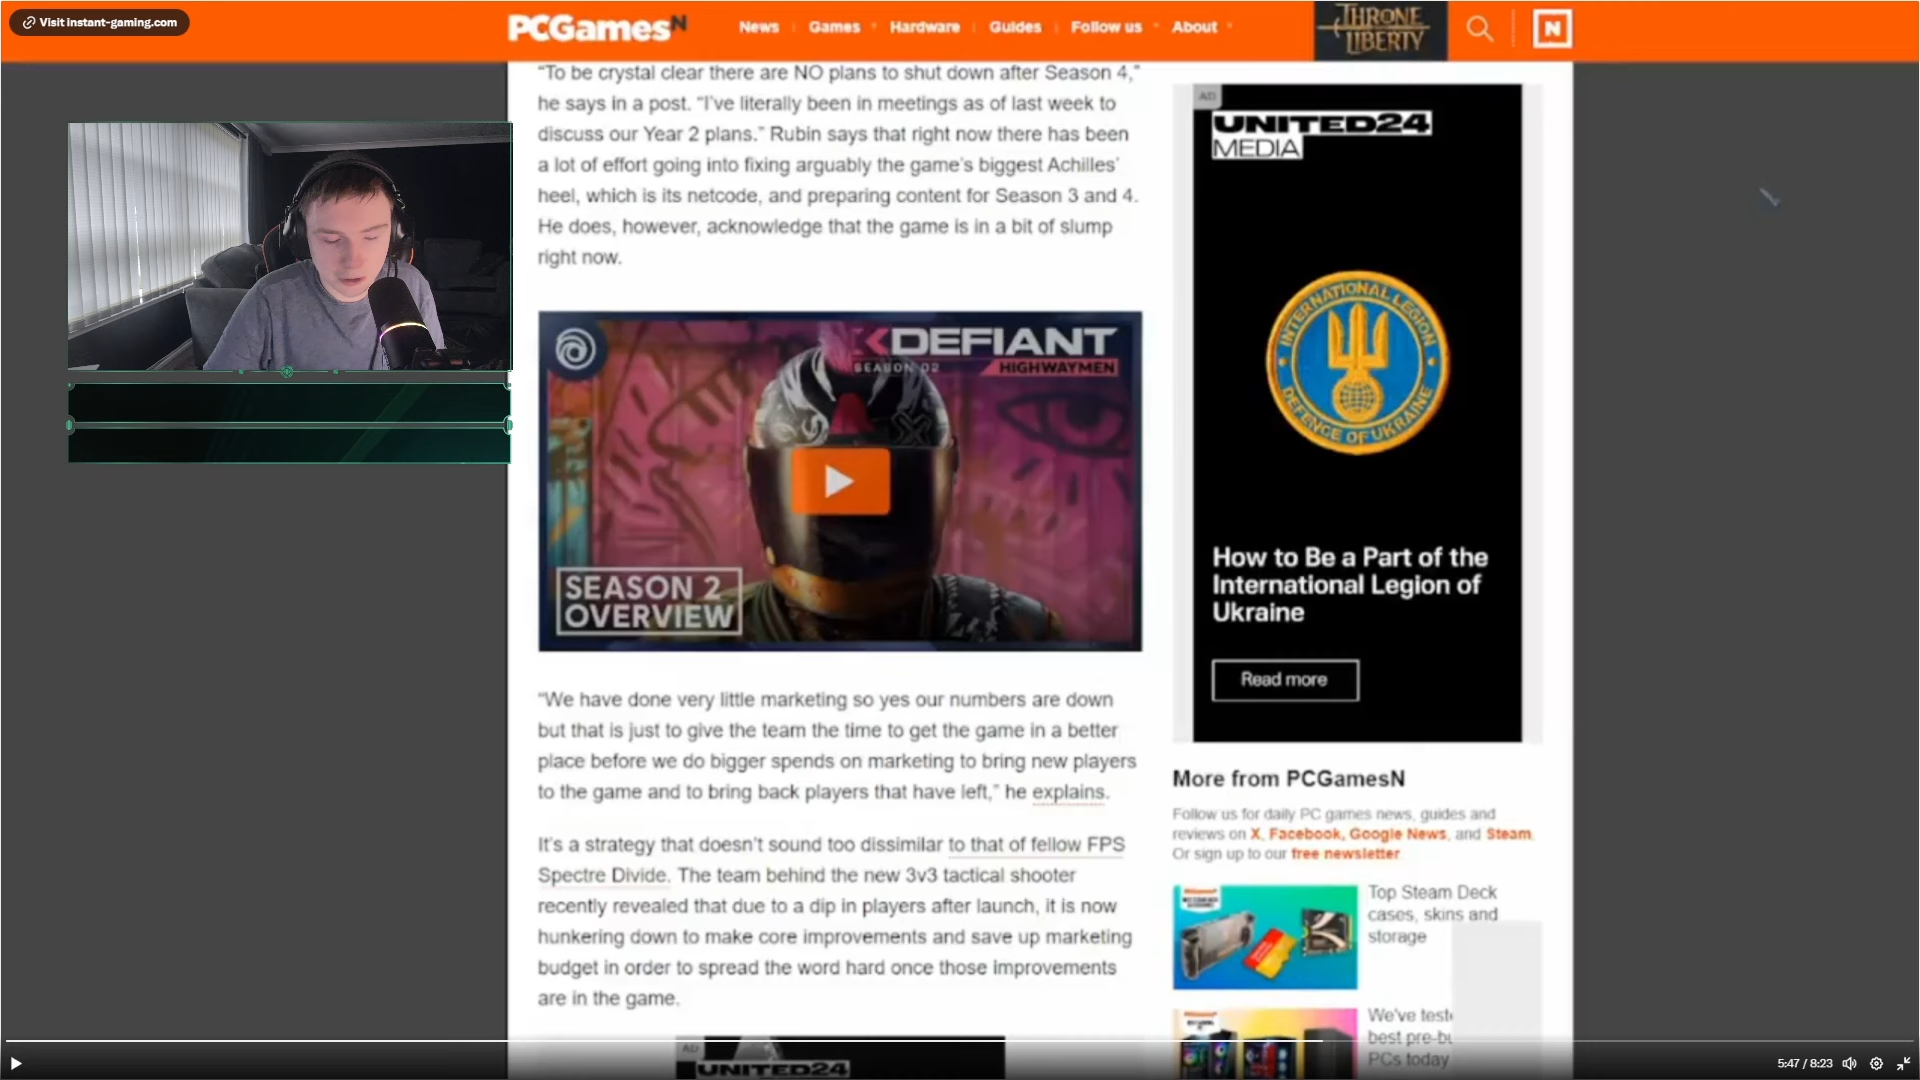 Visit instant-gaming.com
PCGamesN
News
Games
Hardware
Guides
Follow us
About
THRONE
LIBERTY
N
“To be crystal clear there are NO plans to shut down after Season 4,”
he says in a post. “I’ve literally been in meetings as of last week to
discuss our Year 2 plans.” Rubin says that right now there has been
a lot of effort going into fixing arguably the game’s biggest Achilles’
heel, which is its netcode, and preparing content for Season 3 and 4.
He does, however, acknowledge that the game is in a bit of slump
right now.
XDEFIANT
SEASON 02
HIGHWAYMEN
SEASON 2
OVERVIEW
“We have done very little marketing so yes our numbers are down
but that is just to give the team the time to get the game in a better
place before we do bigger spends on marketing to bring new players
to the game and to bring back players that have left,” he explains.
It’s a strategy that doesn’t sound too dissimilar to that of fellow FPS
Spectre Divide. The team behind the new 3v3 tactical shooter
recently revealed that due to a dip in players after launch, it is now
hunkering down to make core improvements and save up marketing
budget in order to spread the word hard once those improvements
are in the game.
AD
UNITED24
AD
UNITED24
MEDIA
INTERNATIONAL LEGION
DEFENCE OF UKRAINE
How to Be a Part of the
International Legion of
Ukraine
Read more
More from PCGamesN
Follow us for daily PC games news, guides and
reviews on X, Facebook, Google News, and Steam.
Or sign up to our free newsletter
Top Steam Deck
cases, skins and
storage
We've teste
best pre-bu
PCs today
5:47 / 8:23